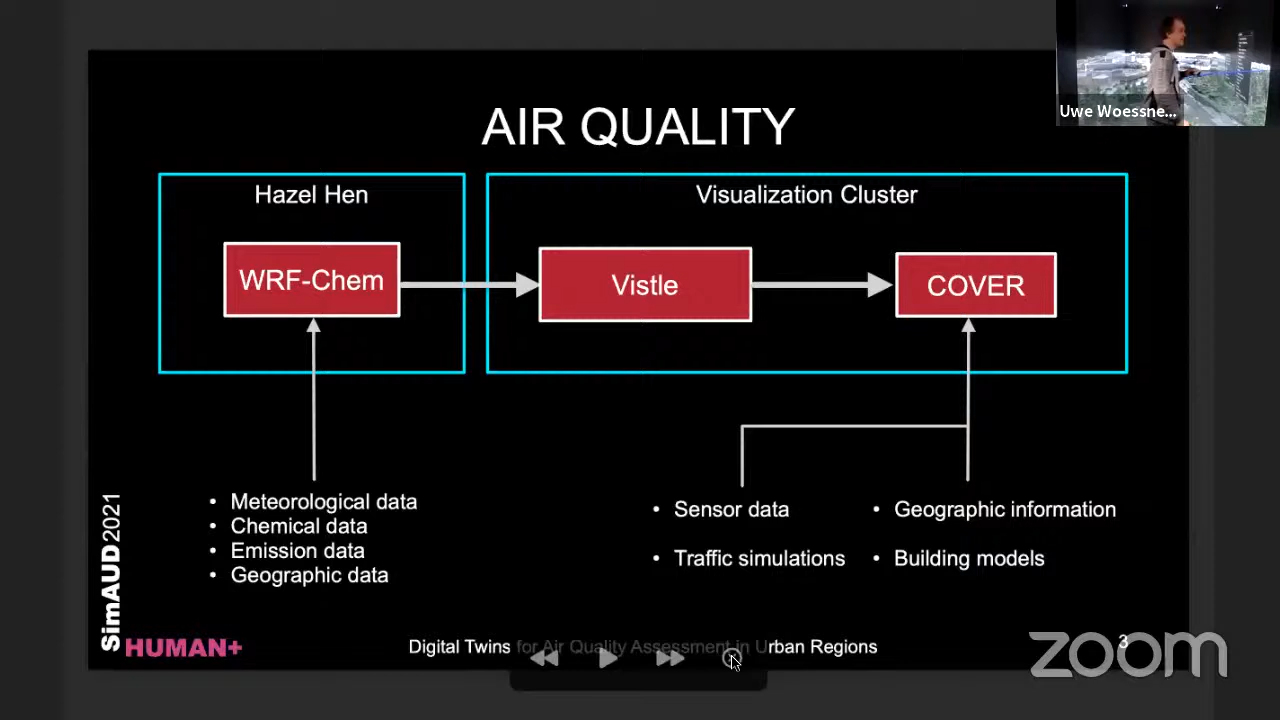 Uwe Woessne...
AIR QUALITY
Hazel Hen
Visualization Cluster
WRF-Chem
Vistle
COVER
• Meteorological data
• Chemical data
• Emission data
• Geographic data
• Sensor data
• Traffic simulations
• Geographic information
• Building models
SimAUD2021
HUMAN+
Digital Twins for Air Quality Assessment in Urban Regions
3
zoom